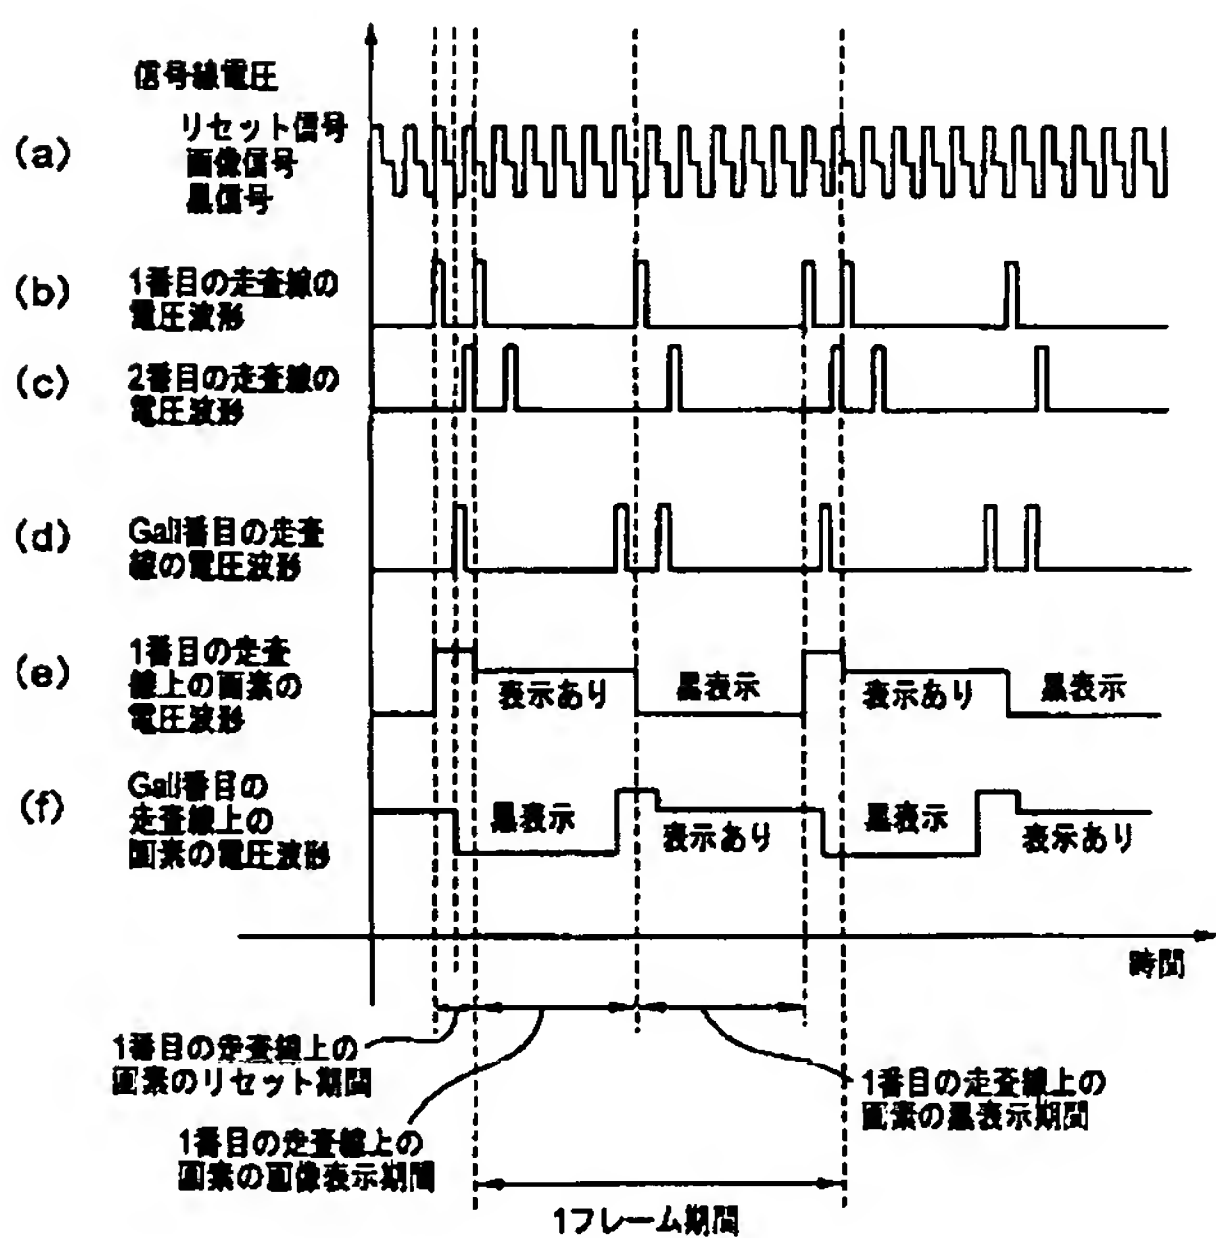 信号線電圧
リセット信号
(a)
画像信号
黒信号
(b)
1番目の走査線の
電圧波形
(c)
2番目の走査線の
電圧波形
(d)
Gall番目の走査
線の電圧波形
(e)
1番目の走査
線上の画素の
電圧波形
表示あり
黒表示
表示あり
黒表示
(f)
Gall番目の
走査線上の
画素の電圧波形
黒表示
表示あり
黒表示
表示あり
時間
1番目の走査線上の
画素のリセット期間
1番目の走査線上の
画素の黒表示期間
1番目の走査線上の
画素の画像表示期間
1フレーム期間